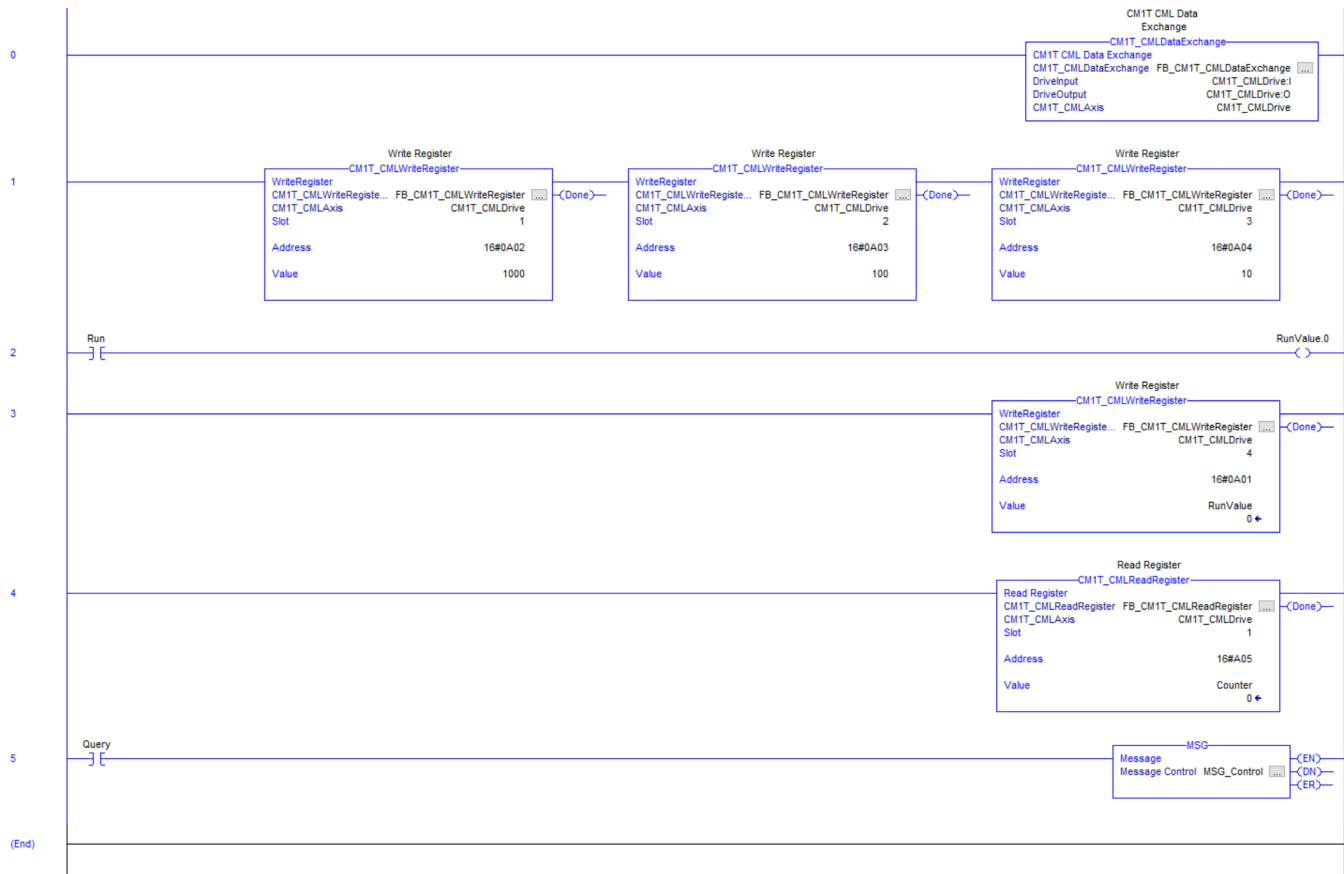 CM1T CML Data
Exchange
CM1T_CMLDataExchange
0
CM1T CML Data Exchange
CM1T_CMLDataExchange FB_CM1T_CMLDataExchange ...
DriveInput CM1T_CMLDrive:I
DriveOutput CM1T_CMLDrive:O
CM1T_CMLAxis CM1T_CMLDrive
Write Register Write Register Write Register
CM1T_CMLWriteRegister CM1T_CMLWriteRegister CM1T_CMLWriteRegister
1 WriteRegister WriteRegister WriteRegister
CM1T_CMLWriteRegiste... FB_CM1T_CMLWriteRegister ... (Done) CM1T_CMLWriteRegiste... FB_CM1T_CMLWriteRegister ... (Done) CM1T_CMLWriteRegiste... FB_CM1T_CMLWriteRegister ... (Done)
CM1T_CMLAxis CM1T_CMLDrive CM1T_CMLAxis CM1T_CMLDrive CM1T_CMLAxis CM1T_CMLDrive
Slot 1 Slot 2 Slot 3
Address 16#0A02 Address 16#0A03 Address 16#0A04
Value 1000 Value 100 Value 10
Run RunValue.0
2
Write Register
CM1T_CMLWriteRegister
3
WriteRegister
CM1T_CMLWriteRegiste... FB_CM1T_CMLWriteRegister ... (Done)
CM1T_CMLAxis CM1T_CMLDrive
Slot 4
Address 16#0A01
Value RunValue
0
Read Register
CM1T_CMLReadRegister
4
Read Register
CM1T_CMLReadRegister FB_CM1T_CMLReadRegister ... (Done)
CM1T_CMLAxis CM1T_CMLDrive
Slot 1
Address 16#A05
Value Counter
0
Query MSG
5 Message (EN)
Message Control MSG_Control ... (DN)
(ER)
(End)